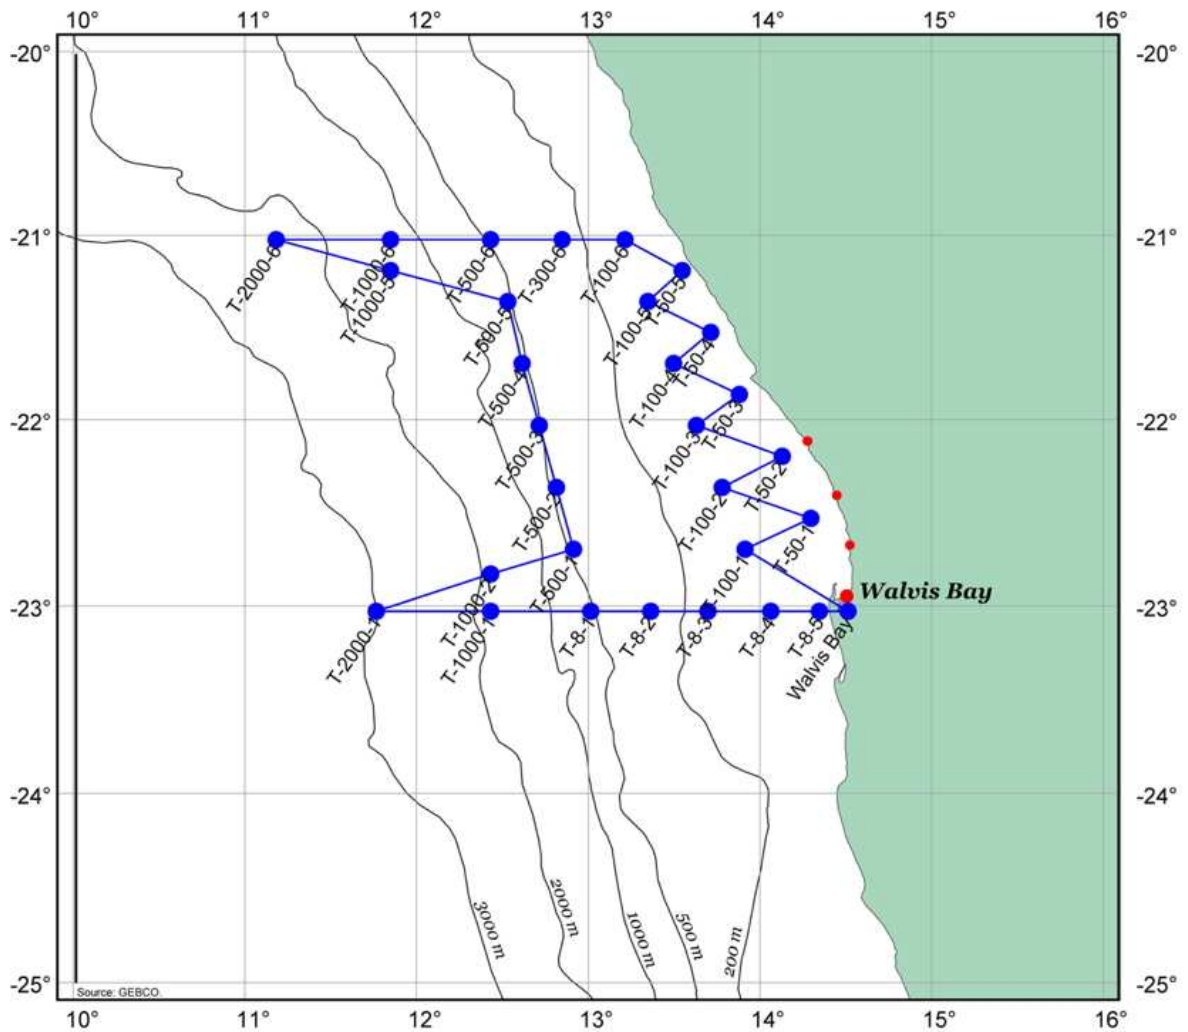 10° 11° 12° 13° 14° 15° 16°
-20° -20°
-21° -21°
T-2000-6
T-1000-6
T-1000-5
T-500-6
T-300-6
T-100-6
T-50-5
T-500-5
T-100-5
T-50-4
T-500-4
T-100-4
T-50-3
-22° -22°
T-500-3
T-100-3
T-50-2
T-500-2
T-100-2
T-50-1
T-500-1
T-100-1
T-1000-2
Walvis Bay
-23° -23°
T-2000-1
T-1000-1
T-8-1
T-8-2
T-8-3
T-8-4
T-8-5
Walvis Bay
-24° -24°
3000 m
2000 m
1000 m
500 m
200 m
-25° -25°
Source: GEBCO.
10° 11° 12° 13° 14° 15° 16°